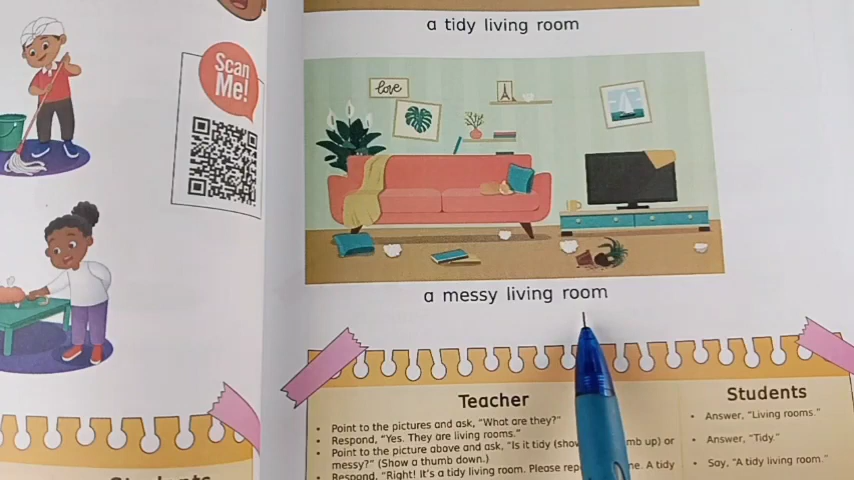 a tidy living room
Scan
Me!
love
a messy living room
Teacher
• Point to the pictures and ask, "What are they?"
• Respond, "Yes. They are living rooms."
• Point to the picture above and ask, "Is it tidy (show mb up) or
messy?" (Show a thumb down.)
• Respond, "Right! It's a tidy living room. Please rep me. A tidy
Students
• Answer, "Living rooms."
• Answer, "Tidy."
• Say, "A tidy living room."
Students